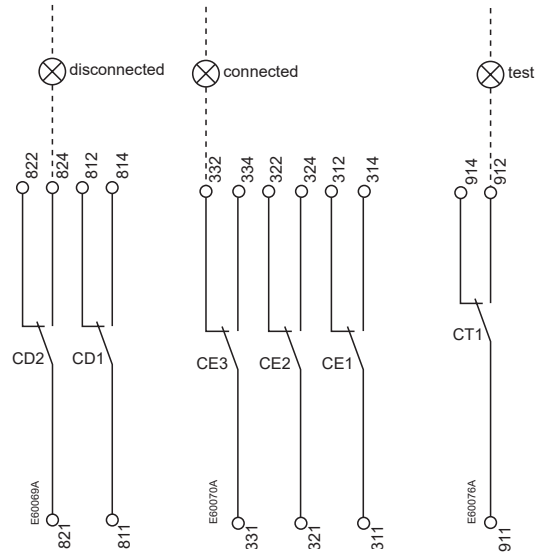 disconnected
connected
test
822
824
812
814
332
334
322
324
312
314
914
912
CD2
CD1
CE3
CE2
CE1
CT1
E60069A
821
811
E60070A
331
321
311
E60076A
911